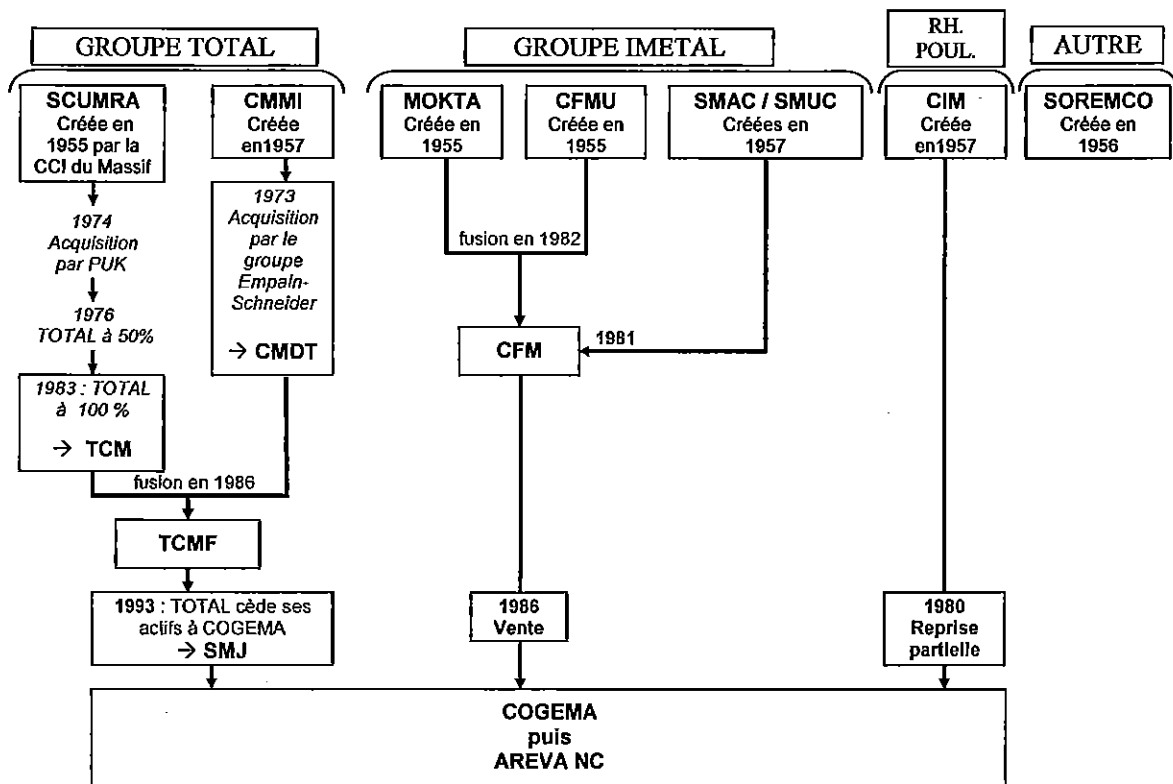 GROUPE TOTAL
GROUPE IMETAL
RH.
POUL.
AUTRE
SCUMRA
Créée en
1955 par la
CCI du Massif
CMMI
Créée
en1957
MOKTA
Créée en
1955
CFMU
Créée en
1955
SMAC / SMUC
Créées en
1957
CIM
Créée
en1957
SOREMCO
Créée en
1956
1974
Acquisition
par PUK
1976
TOTAL à 50%
1983 : TOTAL
à 100 %
→ TCM
1973
Acquisition
par le
groupe
Empain-
Schneider
→ CMDT
fusion en 1982
CFM
1981
fusion en 1986
TCMF
1993 : TOTAL cède ses
actifs à COGEMA
→ SMJ
1986
Vente
1980
Reprise
partielle
COGEMA
puis
AREVA NC